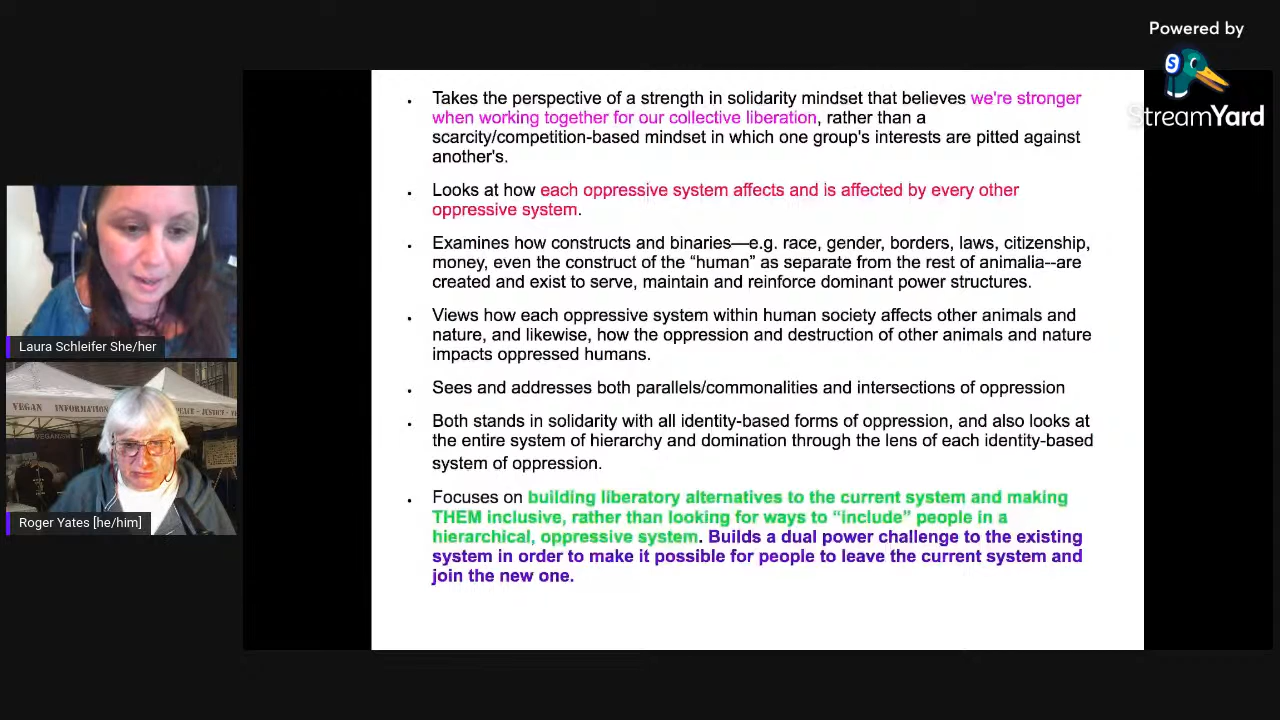 Powered by
StreamYard
• Takes the perspective of a strength in solidarity mindset that believes we're stronger
when working together for our collective liberation, rather than a
scarcity/competition-based mindset in which one group's interests are pitted against
another's.
• Looks at how each oppressive system affects and is affected by every other
oppressive system.
• Examines how constructs and binaries—e.g. race, gender, borders, laws, citizenship,
money, even the construct of the “human” as separate from the rest of animalia--are
created and exist to serve, maintain and reinforce dominant power structures.
• Views how each oppressive system within human society affects other animals and
nature, and likewise, how the oppression and destruction of other animals and nature
impacts oppressed humans.
• Sees and addresses both parallels/commonalities and intersections of oppression
• Both stands in solidarity with all identity-based forms of oppression, and also looks at
the entire system of hierarchy and domination through the lens of each identity-based
system of oppression.
• Focuses on building liberatory alternatives to the current system and making
THEM inclusive, rather than looking for ways to “include” people in a
hierarchical, oppressive system. Builds a dual power challenge to the existing
system in order to make it possible for people to leave the current system and
join the new one.
Laura Schleifer She/her
VEGAN INFORMATION
Roger Yates [he/him]